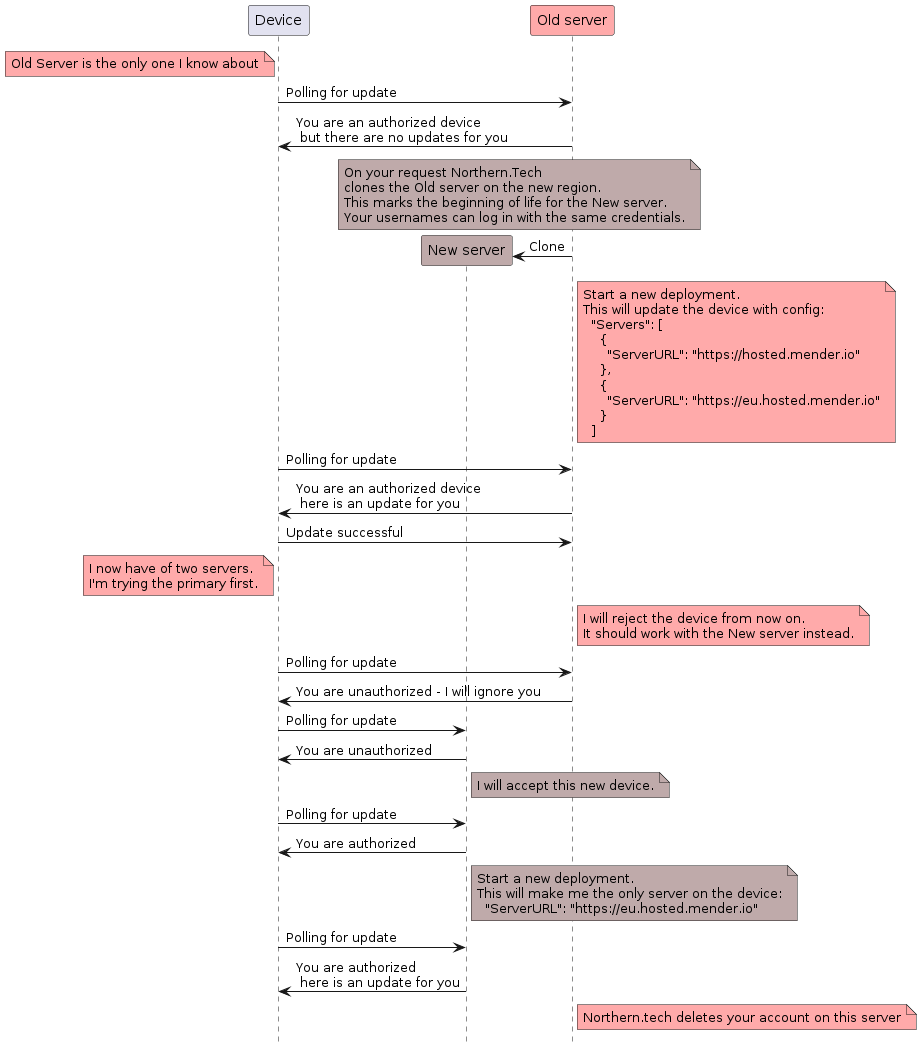 Device
Old server
Old Server is the only one I know about
Polling for update
You are an authorized device
but there are no updates for you
On your request Northern.Tech
clones the Old server on the new region.
This marks the beginning of life for the New server.
Your usernames can log in with the same credentials.
New server
Clone
Start a new deployment.
This will update the device with config:
"Servers": [
{
"ServerURL": "https://hosted.mender.io"
},
{
"ServerURL": "https://eu.hosted.mender.io"
}
]
Polling for update
You are an authorized device
here is an update for you
Update successful
I now have of two servers.
I'm trying the primary first.
I will reject the device from now on.
It should work with the New server instead.
Polling for update
You are unauthorized - I will ignore you
Polling for update
You are unauthorized
I will accept this new device.
Polling for update
You are authorized
Start a new deployment.
This will make me the only server on the device:
"ServerURL": "https://eu.hosted.mender.io"
Polling for update
You are authorized
here is an update for you
Northern.tech deletes your account on this server